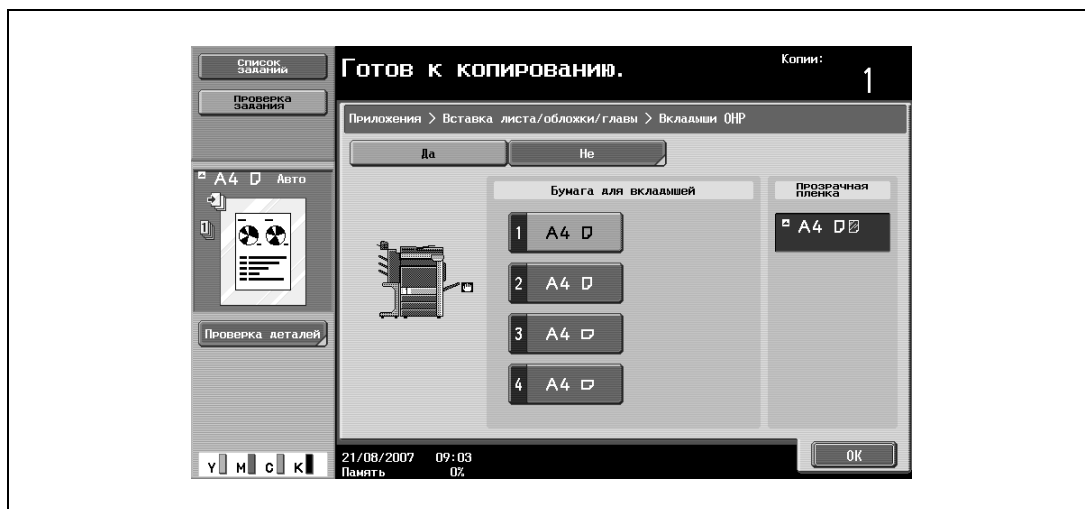 Список
заданий
Готов к копированию.
Копии:
1
Проверка
задания
Приложения > Вставка листа/обложки/главы > Вкладыши OHP
Да
Не
A4 Авто
1
Бумага для вкладышей
Прозрачная
пленка
1 A4
A4
2 A4
3 A4
4 A4
Проверка деталей
Y M C K
21/08/2007 09:03
Память 0%
OK